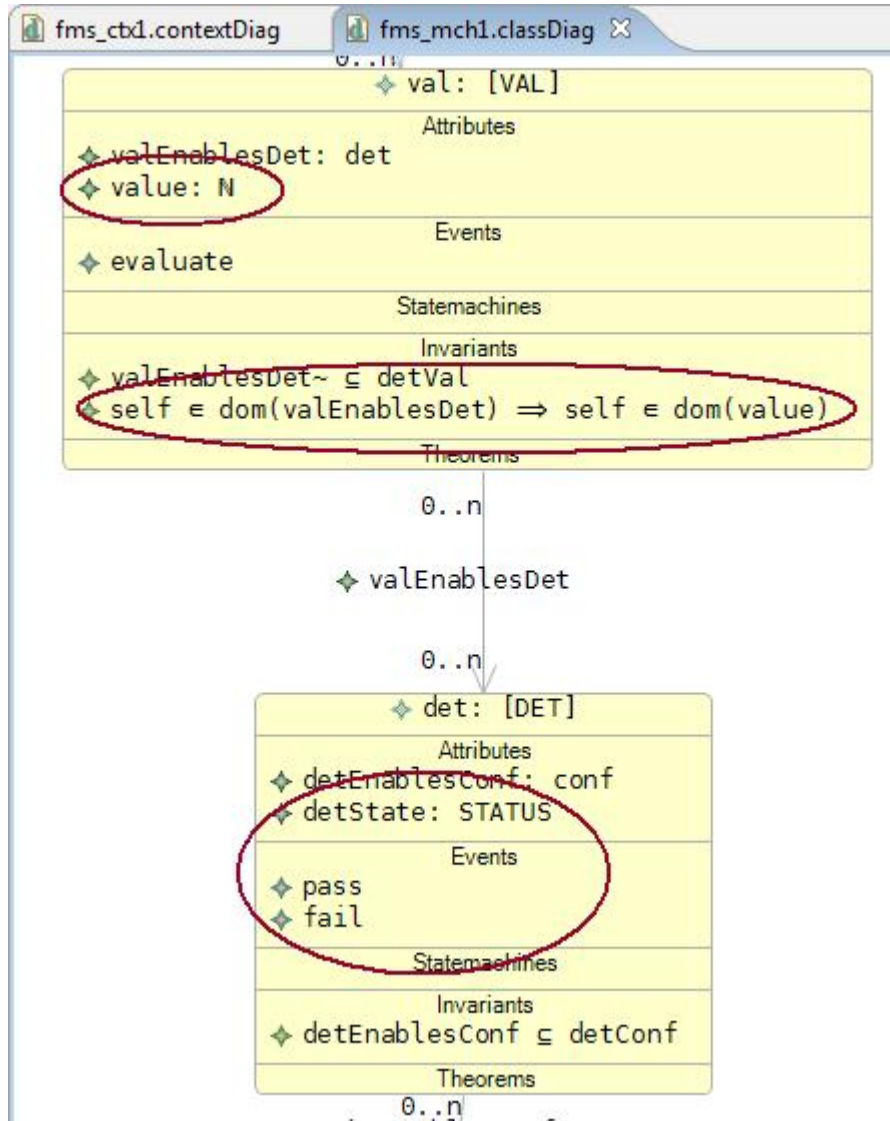 fms_ctx1.contextDiag
fms_mch1.classDiag
0..n
val: [VAL]
Attributes
valEnablesDet: det
value: ℕ
Events
evaluate
Statemachines
Invariants
valEnablesDet~ ⊆ detVal
self ∈ dom(valEnablesDet) ⇒ self ∈ dom(value)
Theorems
0..n
valEnablesDet
0..n
det: [DET]
Attributes
detEnablesConf: conf
detState: STATUS
Events
pass
fail
Statemachines
Invariants
detEnablesConf ⊆ detConf
Theorems
0..n